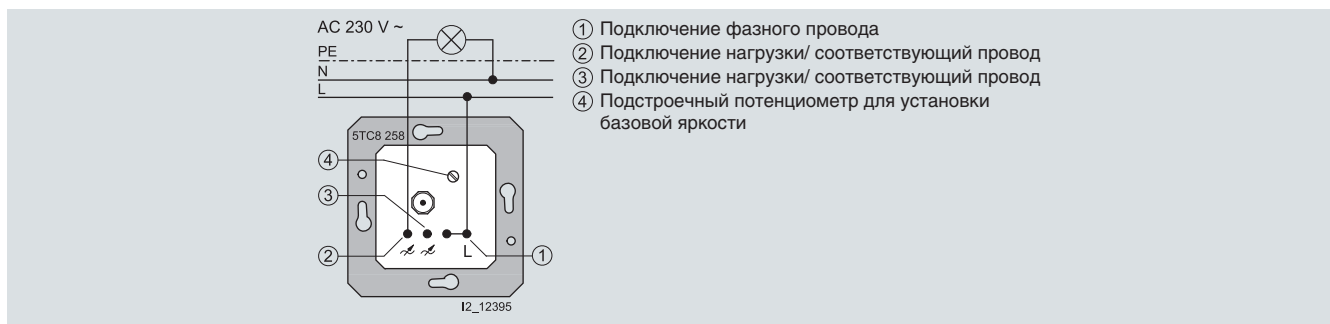 AC 230 V ~
PE
N
L
5TC8 258
④
③
②
L
①
I2_12395
① Подключение фазного провода
② Подключение нагрузки/ соответствующий провод
③ Подключение нагрузки/ соответствующий провод
④ Подстроечный потенциометр для установки
базовой яркости